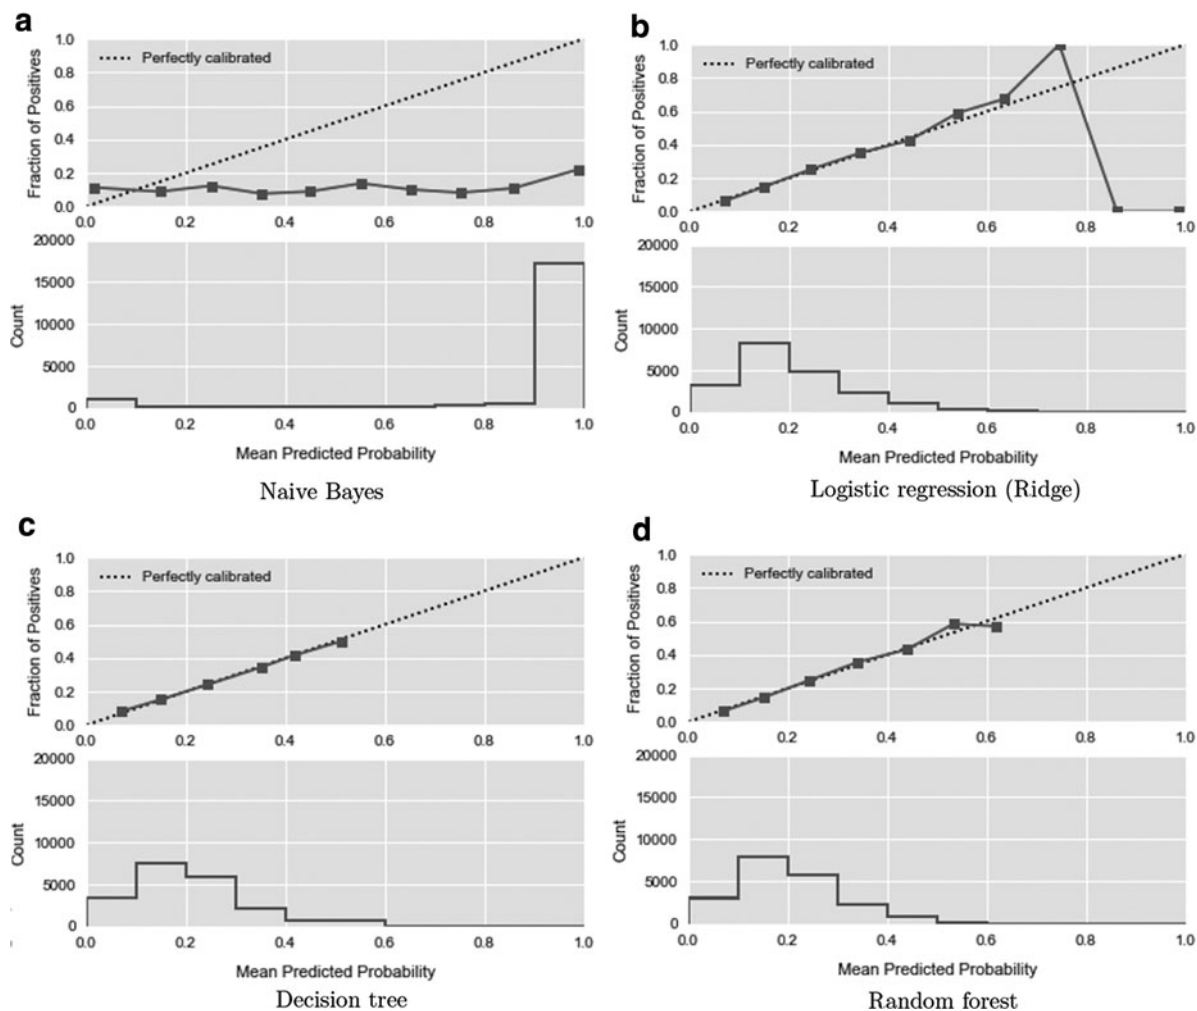 a
1.0
0.8
0.6
0.4
0.2
0.0
Fraction of Positives
Perfectly calibrated
0.0 0.2 0.4 0.6 0.8 1.0
20000
15000
10000
5000
0
Count
0.0 0.2 0.4 0.6 0.8 1.0
Mean Predicted Probability
Naive Bayes
b
1.0
0.8
0.6
0.4
0.2
0.0
Fraction of Positives
Perfectly calibrated
0.0 0.2 0.4 0.6 0.8 1.0
20000
15000
10000
5000
0
Count
0.0 0.2 0.4 0.6 0.8 1.0
Mean Predicted Probability
Logistic regression (Ridge)
c
1.0
0.8
0.6
0.4
0.2
0.0
Fraction of Positives
Perfectly calibrated
0.0 0.2 0.4 0.6 0.8 1.0
20000
15000
10000
5000
0
Count
0.0 0.2 0.4 0.6 0.8 1.0
Mean Predicted Probability
Decision tree
d
1.0
0.8
0.6
0.4
0.2
0.0
Fraction of Positives
Perfectly calibrated
0.0 0.2 0.4 0.6 0.8 1.0
20000
15000
10000
5000
0
Count
0.0 0.2 0.4 0.6 0.8 1.0
Mean Predicted Probability
Random forest